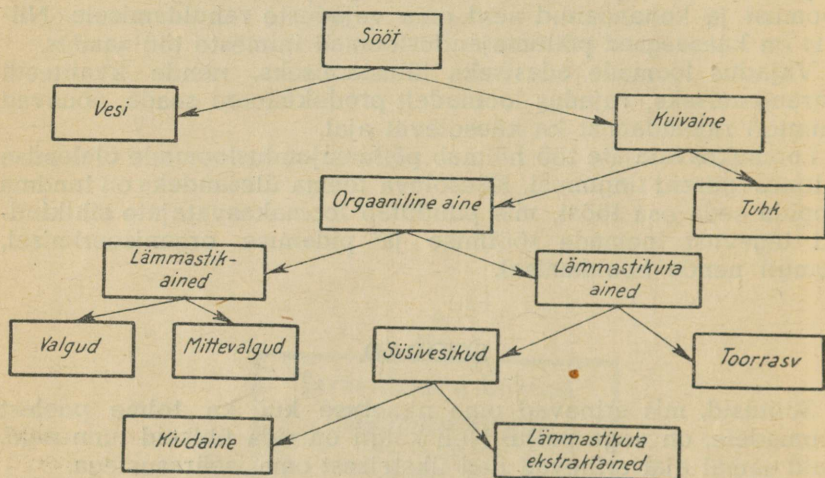 Sööt
Vesi
Kuivaine
Orgaaniline aine
Tuhk
Lämmastik-
ained
Lämmastikuta
ained
Valgud
Mittevalgud
Süsivesikud
Toorrasv
Kiudaine
Lämmastikuta
ekstraktained